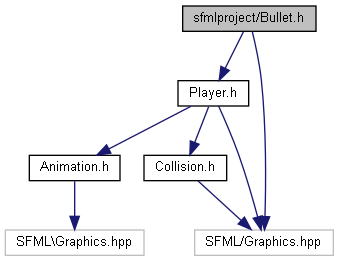 sfmlproject/Bullet.h
Player.h
Animation.h
Collision.h
SFML\Graphics.hpp
SFML/Graphics.hpp